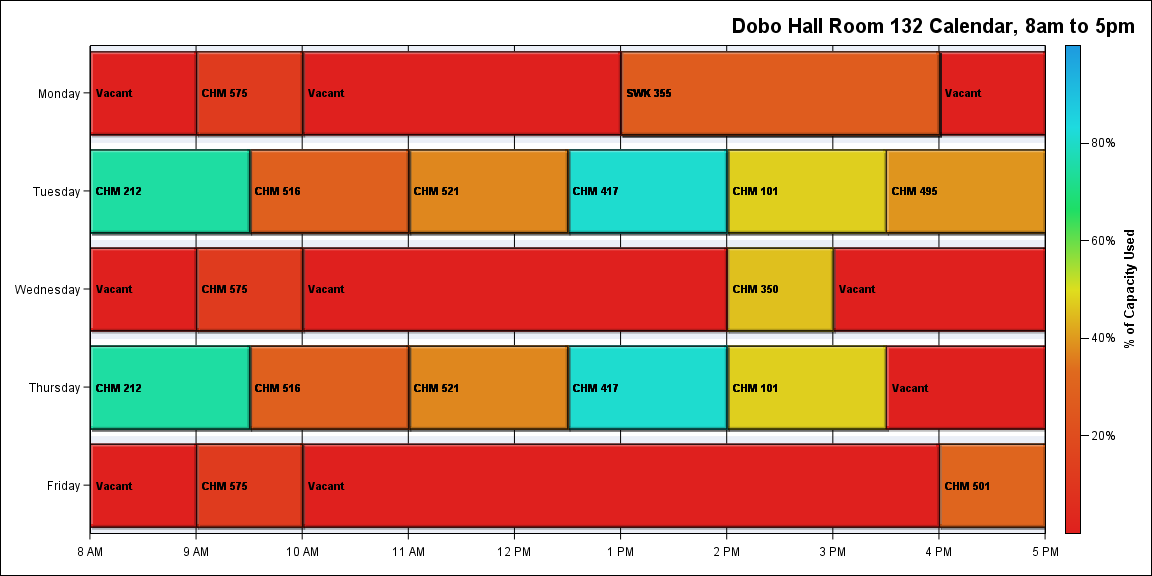 Dobo Hall Room 132 Calendar, 8am to 5pm
Monday
Vacant
CHM 575
Vacant
SWK 355
Vacant
Tuesday
CHM 212
CHM 516
CHM 521
CHM 417
CHM 101
CHM 495
Wednesday
Vacant
CHM 575
Vacant
CHM 350
Vacant
Thursday
CHM 212
CHM 516
CHM 521
CHM 417
CHM 101
Vacant
Friday
Vacant
CHM 575
Vacant
CHM 501
8 AM
9 AM
10 AM
11 AM
12 PM
1 PM
2 PM
3 PM
4 PM
5 PM
80%
60%
40%
20%
% of Capacity Used